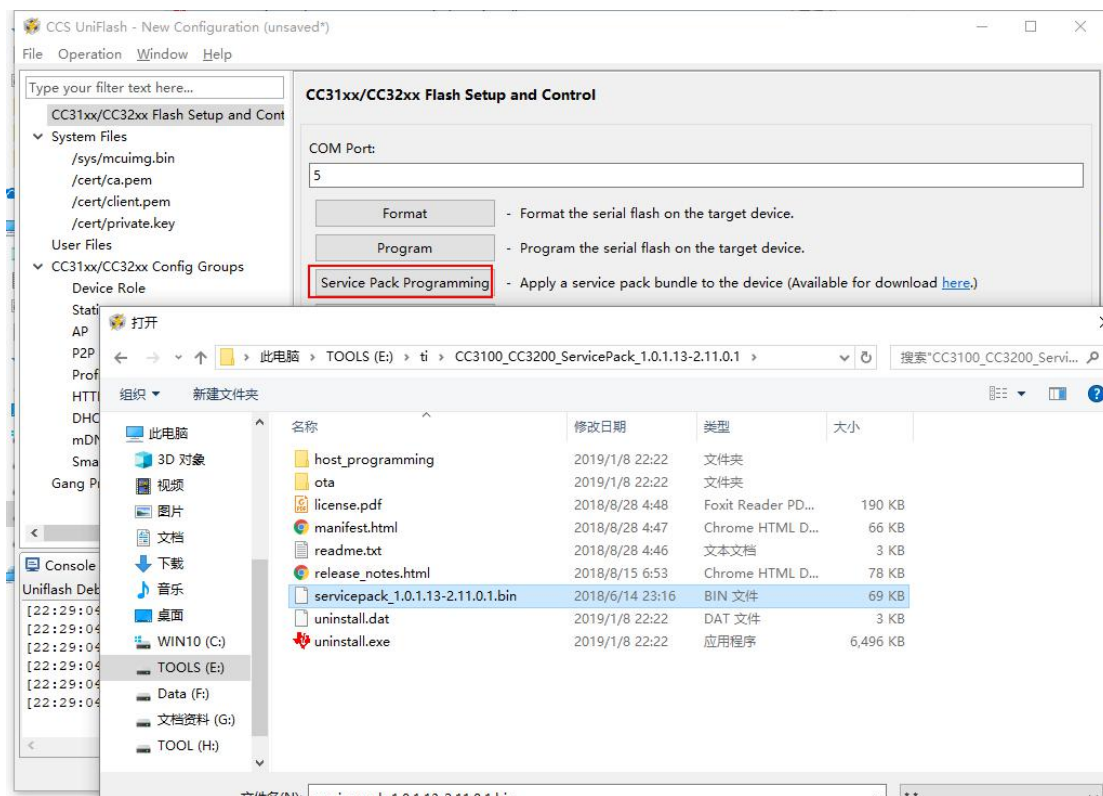 CCS UniFlash - New Configuration (unsaved*)
File Operation Window Help
Type your filter text here...
CC31xx/CC32xx Flash Setup and Cont
System Files
/sys/mcuimg.bin
/cert/ca.pem
/cert/client.pem
/cert/private.key
User Files
CC31xx/CC32xx Config Groups
Device Role
AP
P2P
Gang
CC31xx/CC32xx Flash Setup and Control
COM Port:
5
Format - Format the serial flash on the target device.
Program - Program the serial flash on the target device.
Service Pack Programming - Apply a service pack bundle to the device (Available for download here.)
Console
[22:29:04
[22:29:04
[22:29:04
[22:29:04
[22:29:04
[22:29:04
打开
此电脑 › TOOLS (E:) › ti › CC3100_CC3200_ServicePack_1.0.1.13-2.11.0.1 ›
搜索"CC3100_CC3200_Servi...
组织 新建文件夹
此电脑
3D 对象
视频
图片
文档
下载
音乐
桌面
WIN10 (C:)
TOOLS (E:)
Data (F:)
文档资料 (G:)
TOOL (H:)
名称 修改日期 类型 大小
host_programming 2019/1/8 22:22 文件夹
ota 2019/1/8 22:22 文件夹
license.pdf 2018/8/28 4:48 Foxit Reader PD... 190 KB
manifest.html 2018/8/28 4:47 Chrome HTML D... 66 KB
readme.txt 2018/8/28 4:46 文本文档 3 KB
release_notes.html 2018/8/15 6:53 Chrome HTML D... 78 KB
servicepack_1.0.1.13-2.11.0.1.bin 2018/6/14 23:16 BIN 文件 69 KB
uninstall.dat 2019/1/8 22:22 DAT 文件 3 KB
uninstall.exe 2019/1/8 22:22 应用程序 6,496 KB